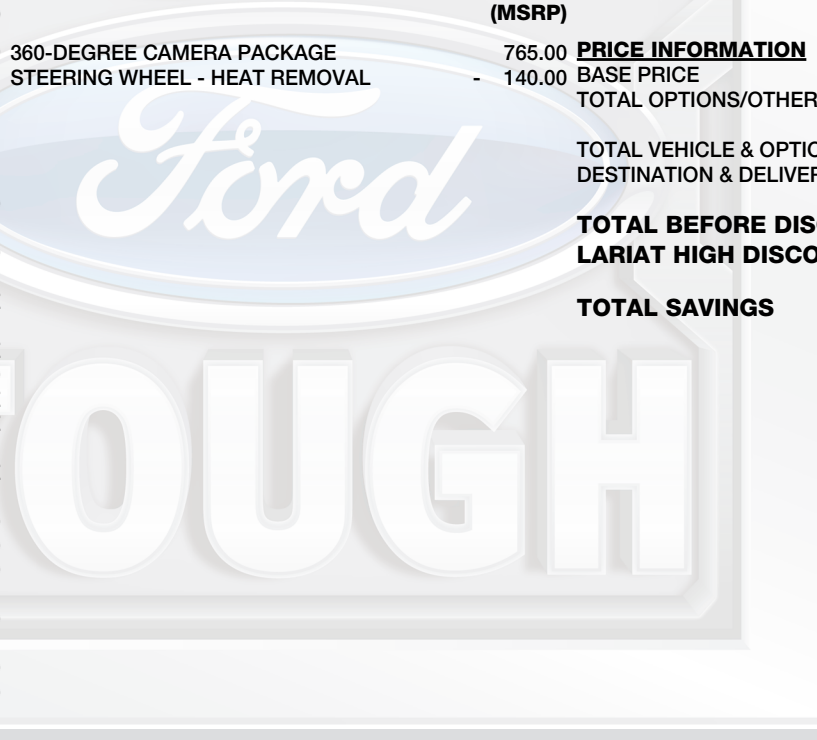 (MSRP)
360-DEGREE CAMERA PACKAGE 765.00
STEERING WHEEL - HEAT REMOVAL - 140.00
PRICE INFORMATION
BASE PRICE
TOTAL OPTIONS/OTHER
TOTAL VEHICLE & OPTIO
DESTINATION & DELIVER
TOTAL BEFORE DIS
LARIAT HIGH DISCO
TOTAL SAVINGS
Ford
TOUGH